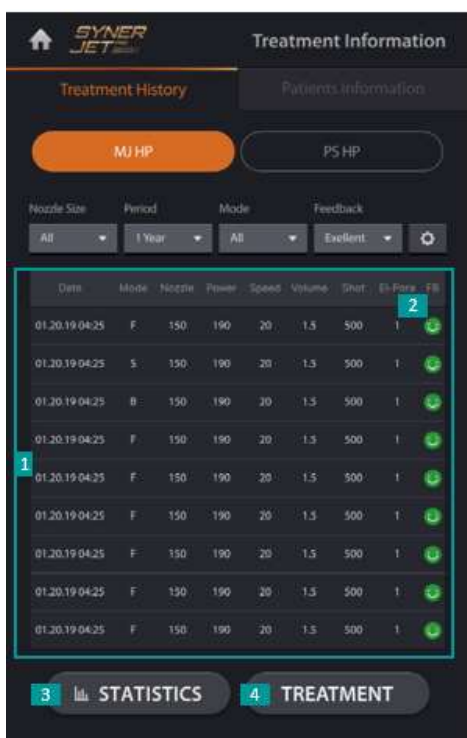 SYNER
JET
Treatment Information
Treatment History Patients Information
MJ HP PS HP
Nozzle Size Period Mode Feedback
All 1 Year All Exellent
Date Mode Nozzle Power Speed Volume Shot El-Pore FB
2
01.20.19 04:25 F 150 190 20 1.5 500 1
01.20.19 04:25 S 150 190 20 1.5 500 1
01.20.19 04:25 B 150 190 20 1.5 500 1
01.20.19 04:25 F 150 190 20 1.5 500 1
1
01.20.19 04:25 F 150 190 20 1.5 500 1
01.20.19 04:25 F 150 190 20 1.5 500 1
01.20.19 04:25 F 150 190 20 1.5 500 1
01.20.19 04:25 F 150 190 20 1.5 500 1
01.20.19 04:25 F 150 190 20 1.5 500 1
3 STATISTICS 4 TREATMENT